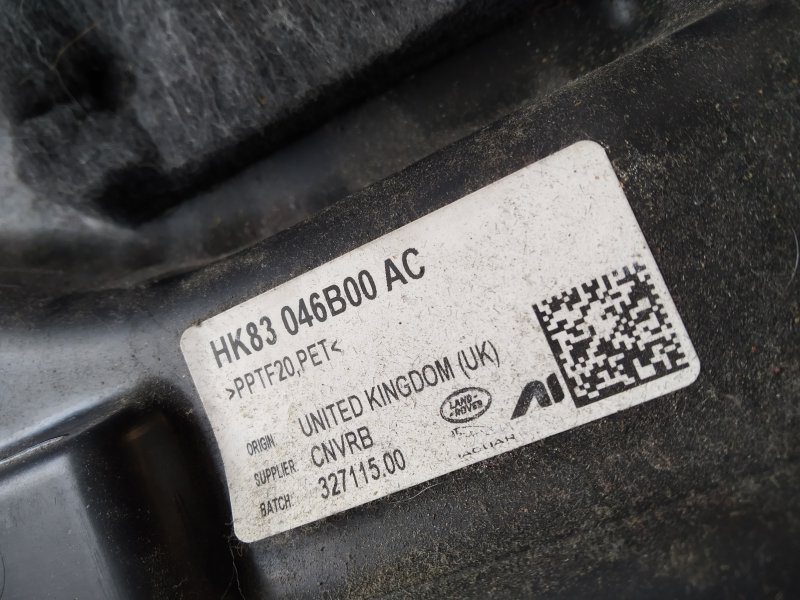 HK83 046B00 AC
>PPTF20,PET<
ORIGIN UNITED KINGDOM (UK)
SUPPLIER CNVRB
BATCH 327115.00
LAND
ROVER
JAGUAR